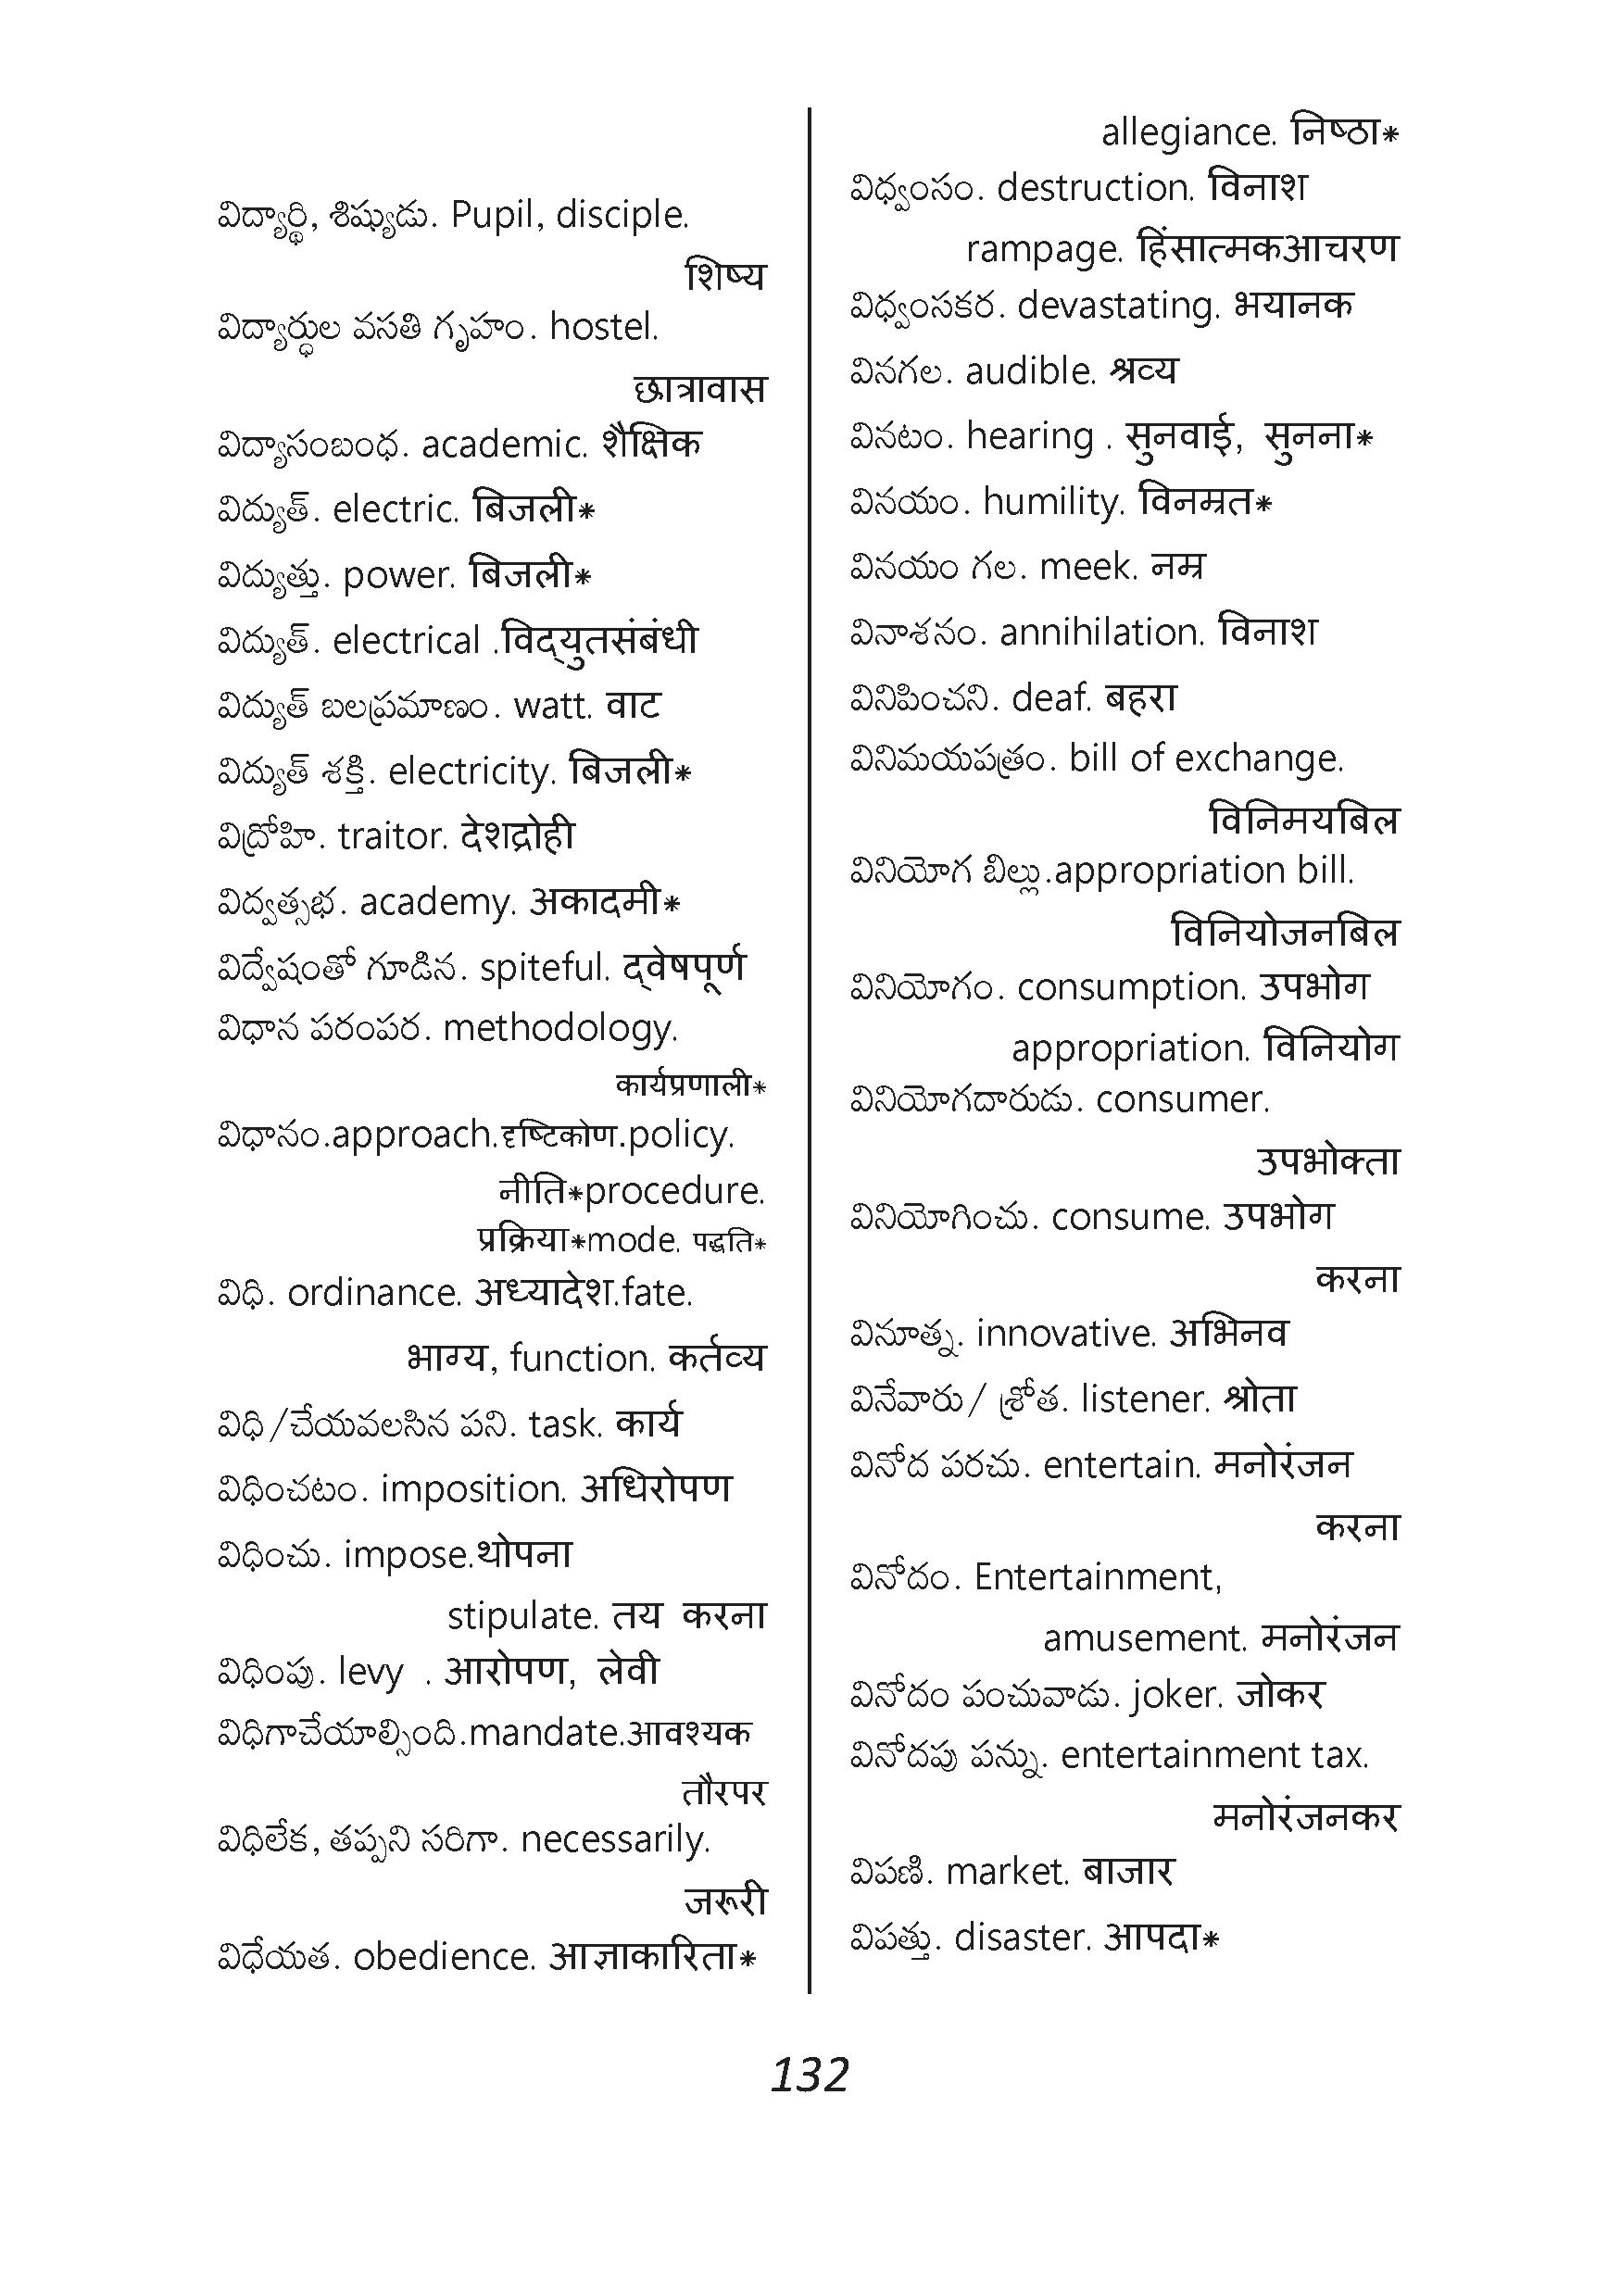 విద్యార్థి, శిష్యుడు. Pupil, disciple.
शिष्य
విద్యార్ధుల వసతి గృహం. hostel.
छात्रावास
విద్యాసంబంధ. academic. शैक्षिक
విద్యుత్. electric. बिजली*
విద్యుత్తు. power. बिजली*
విద్యుత్. electrical .विद्युतसंबंधी
విద్యుత్ బలప్రమాణం. watt. वाट
విద్యుత్ శక్తి. electricity. बिजली*
విద్రోహి. traitor. देशद्रोही
విద్వత్సభ. academy. अकादमी*
విద్వేషంతో గూడిన. spiteful. द्वेषपूर्ण
విధాన పరంపర. methodology.
कार्यप्रणाली*
విధానం.approach.दृष्टिकोण.policy.
नीति*procedure.
प्रक्रिया*mode. पद्धति*
విధి. ordinance. अध्यादेश.fate.
भाग्य, function. कर्तव्य
విధి/చేయవలసిన పని. task. कार्य
విధించటం. imposition. अधिरोपण
విధించు. impose.थोपना
stipulate. तय करना
విధింపు. levy . आरोपण, लेवी
విధిగాచేయాల్సింది.mandate.आवश्यक
तौरपर
విధిలేక, తప్పని సరిగా. necessarily.
जरूरी
విధేయత. obedience. आज्ञाकारिता*
allegiance. निष्ठा*
విధ్వంసం. destruction. विनाश
rampage. हिंसात्मकआचरण
విధ్వంసకర. devastating. भयानक
వినగల. audible. श्रव्य
వినటం. hearing . सुनवाई, सुनना*
వినయం. humility. विनम्रत*
వినయం గల. meek. नम्र
వినాశనం. annihilation. विनाश
వినిపించని. deaf. बहरा
వినిమయపత్రం. bill of exchange.
विनिमयबिल
వినియోగ బిల్లు.appropriation bill.
विनियोजनबिल
వినియోగం. consumption. उपभोग
appropriation. विनियोग
వినియోగదారుడు. consumer.
उपभोक्ता
వినియోగించు. consume. उपभोग
करना
వినూత్న. innovative. अभिनव
వినేవారు/ శ్రోత. listener. श्रोता
వినోద పరచు. entertain. मनोरंजन
करना
వినోదం. Entertainment,
amusement. मनोरंजन
వినోదం పంచువాడు. joker. जोकर
వినోదపు పన్ను. entertainment tax.
मनोरंजनकर
విపణి. market. बाजार
విపత్తు. disaster. आपदा*
132